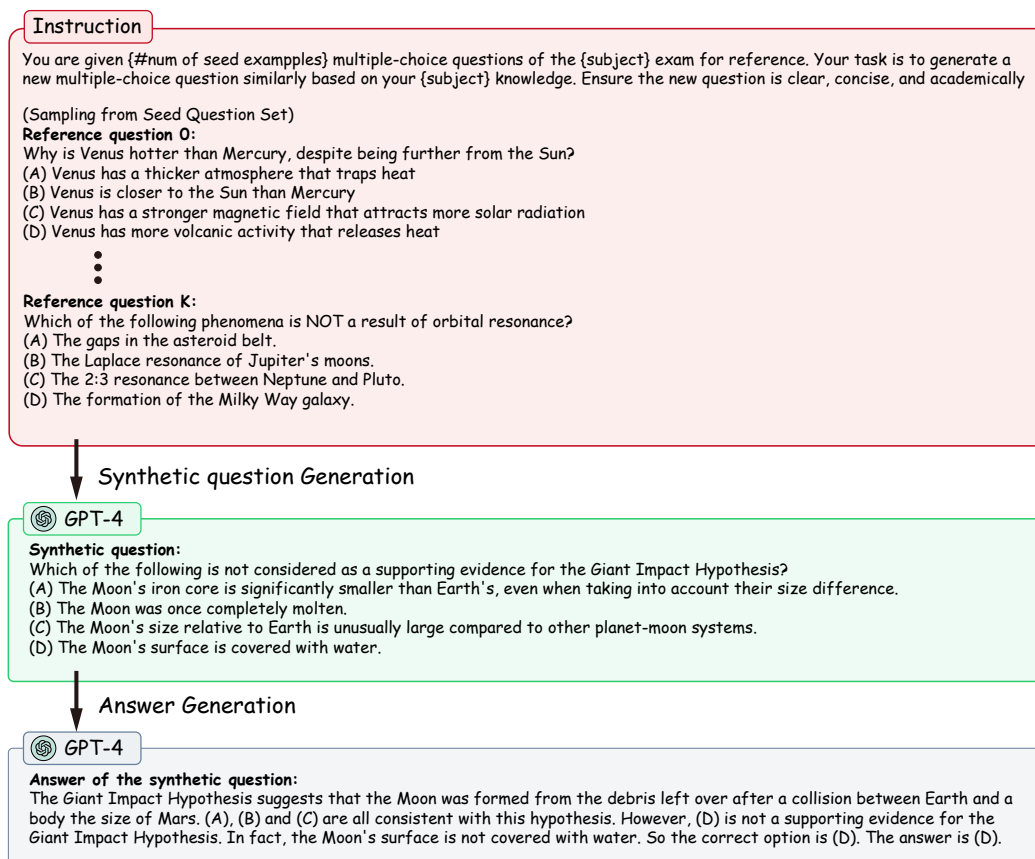 Instruction
You are given {#num of seed exampples} multiple-choice questions of the {subject} exam for reference. Your task is to generate a
new multiple-choice question similarly based on your {subject} knowledge. Ensure the new question is clear, concise, and academically
(Sampling from Seed Question Set)
Reference question 0:
Why is Venus hotter than Mercury, despite being further from the Sun?
(A) Venus has a thicker atmosphere that traps heat
(B) Venus is closer to the Sun than Mercury
(C) Venus has a stronger magnetic field that attracts more solar radiation
(D) Venus has more volcanic activity that releases heat
Reference question K:
Which of the following phenomena is NOT a result of orbital resonance?
(A) The gaps in the asteroid belt.
(B) The Laplace resonance of Jupiter's moons.
(C) The 2:3 resonance between Neptune and Pluto.
(D) The formation of the Milky Way galaxy.
Synthetic question Generation
GPT-4
Synthetic question:
Which of the following is not considered as a supporting evidence for the Giant Impact Hypothesis?
(A) The Moon's iron core is significantly smaller than Earth's, even when taking into account their size difference.
(B) The Moon was once completely molten.
(C) The Moon's size relative to Earth is unusually large compared to other planet-moon systems.
(D) The Moon's surface is covered with water.
Answer Generation
GPT-4
Answer of the synthetic question:
The Giant Impact Hypothesis suggests that the Moon was formed from the debris left over after a collision between Earth and a
body the size of Mars. (A), (B) and (C) are all consistent with this hypothesis. However, (D) is not a supporting evidence for the
Giant Impact Hypothesis. In fact, the Moon's surface is not covered with water. So the correct option is (D). The answer is (D).